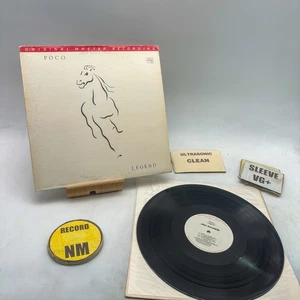 ORIGINAL MASTER RECORDING
POCO
LEGEND
ULTRASONIC
CLEAN
SLEEVE
VG+
RECORD
NM